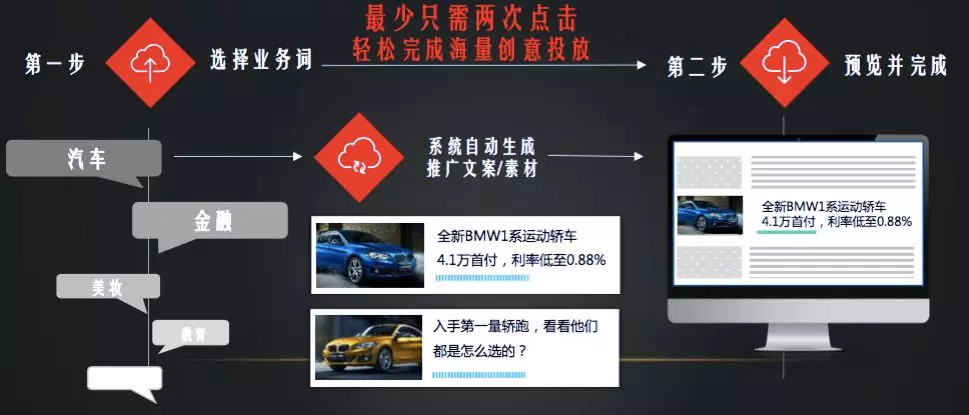 最少只需两次点击
轻松完成海量创意投放
第一步
选择业务词
第二步
预览并完成
汽车
金融
美妆
教育
系统自动生成
推广文案/素材
全新BMW1系运动轿车
4.1万首付，利率低至0.88%
入手第一量轿跑，看看他们
都是怎么选的？
全新BMW1系运动轿车
4.1万首付，利率低至0.88%